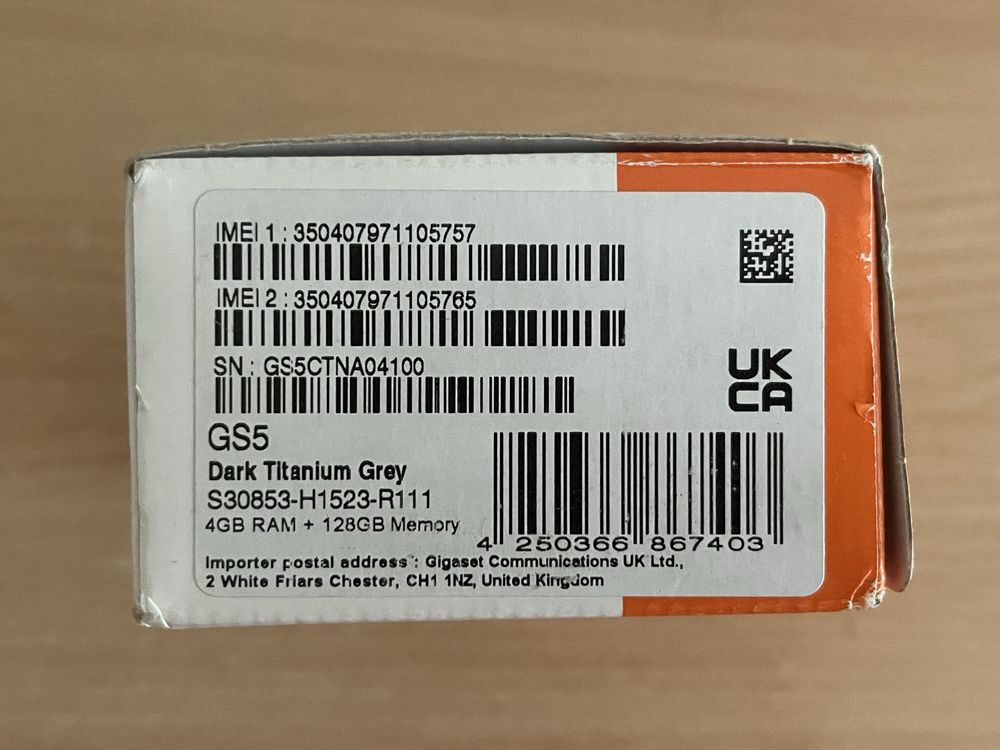 IMEI 1 : 350407971105757
IMEI 2 : 350407971105765
SN : GS5CTNA04100
UK
CA
GS5
Dark Titanium Grey
S30853-H1523-R111
4GB RAM + 128GB Memory
4 250366 867403
Importer postal address : Gigaset Communications UK Ltd.,
2 White Friars Chester, CH1 1NZ, United Kingdom